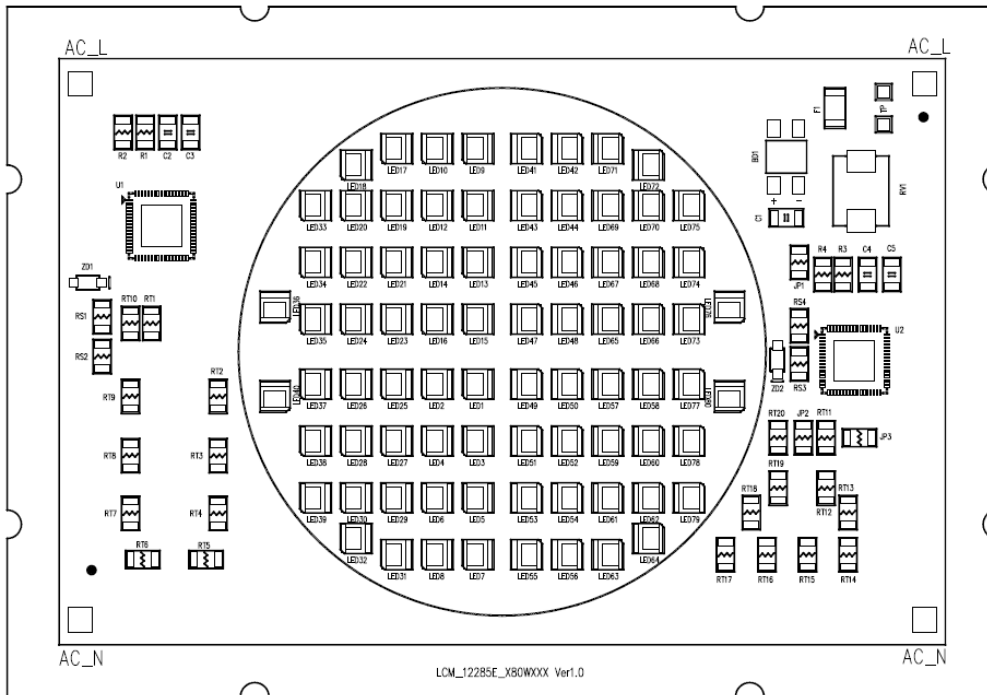 AC_L
AC_L
R2 R1 C2 C3
F1
BD1
+ -
RV1
U1
LED18 LED17 LED10 LED9 LED41 LED42 LED71 LED72
LED33 LED20 LED19 LED12 LED11 LED43 LED44 LED69 LED70 LED75
ZD1
LED34 LED22 LED21 LED14 LED13 LED45 LED46 LED67 LED68 LED74
JP1 R4 R3 C4 C5
RS1 RT10 RT1
LED35 LED24 LED23 LED16 LED15 LED47 LED48 LED65 LED66 LED73
LED76
RS4
U2
RS2
RT9 RT2
LED40
LED37 LED26 LED25 LED2 LED1 LED49 LED50 LED57 LED58 LED77
LED80
ZD2 RS3
RT20 JP2 RT11
JP3
RT8 RT3
LED38 LED28 LED27 LED4 LED3 LED51 LED52 LED59 LED60 LED78
RT19
RT18 RT12 RT13
RT7 RT4
LED39 LED30 LED29 LED6 LED5 LED53 LED54 LED61 LED62 LED79
RT6 RT5
LED32 LED31 LED8 LED7 LED55 LED56 LED63 LED64
RT17 RT16 RT15 RT14
AC_N
AC_N
LCM_12285E_X80WXXX Ver1.0